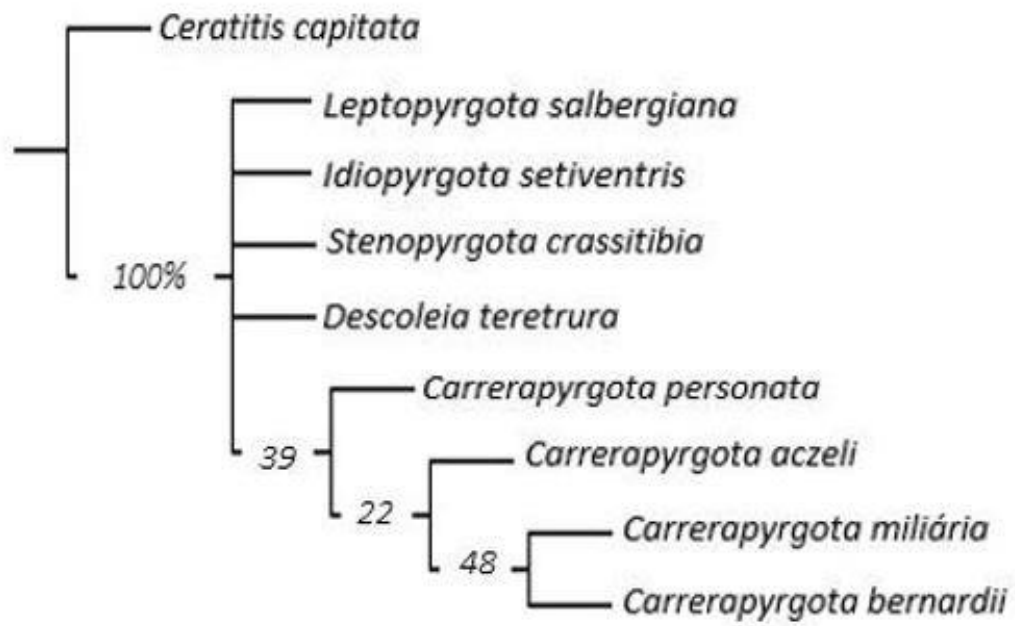 Ceratitis capitata
Leptopyrgota salbergiana
Idiopyrgota setiventris
Stenopyrgota crassitibia
100%
Descoleia teretrura
Carrerapyrgota personata
39
Carrerapyrgota aczeli
22
Carrerapyrgota miliária
48
Carrerapyrgota bernardii